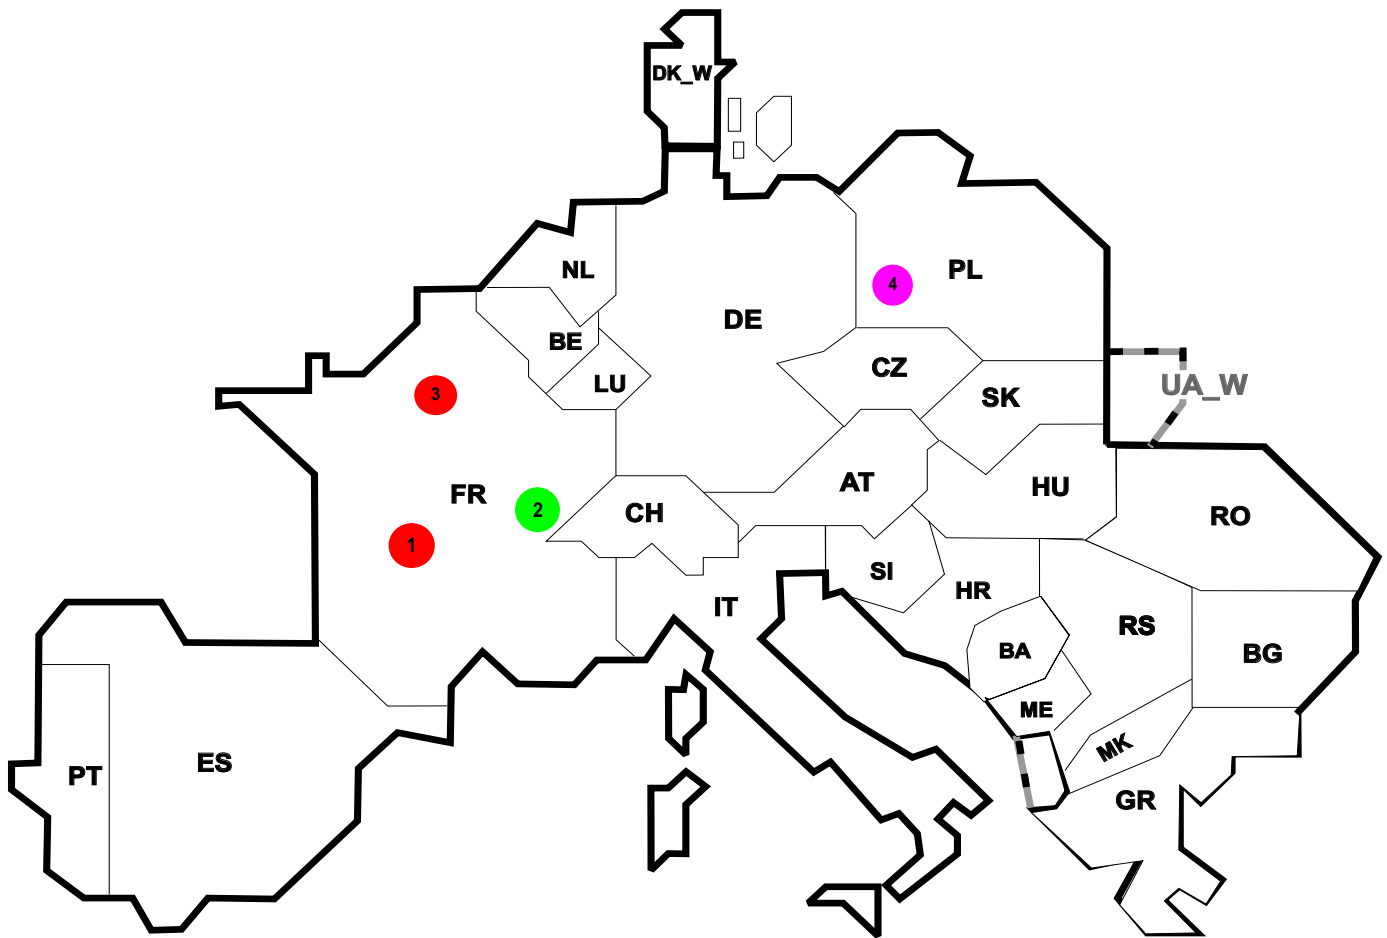 DK_W
NL
PL
4
DE
BE
CZ
LU
UA_W
3
SK
FR
AT
HU
2
CH
RO
1
SI
HR
IT
RS
BA
BG
ME
MK
ES
PT
GR